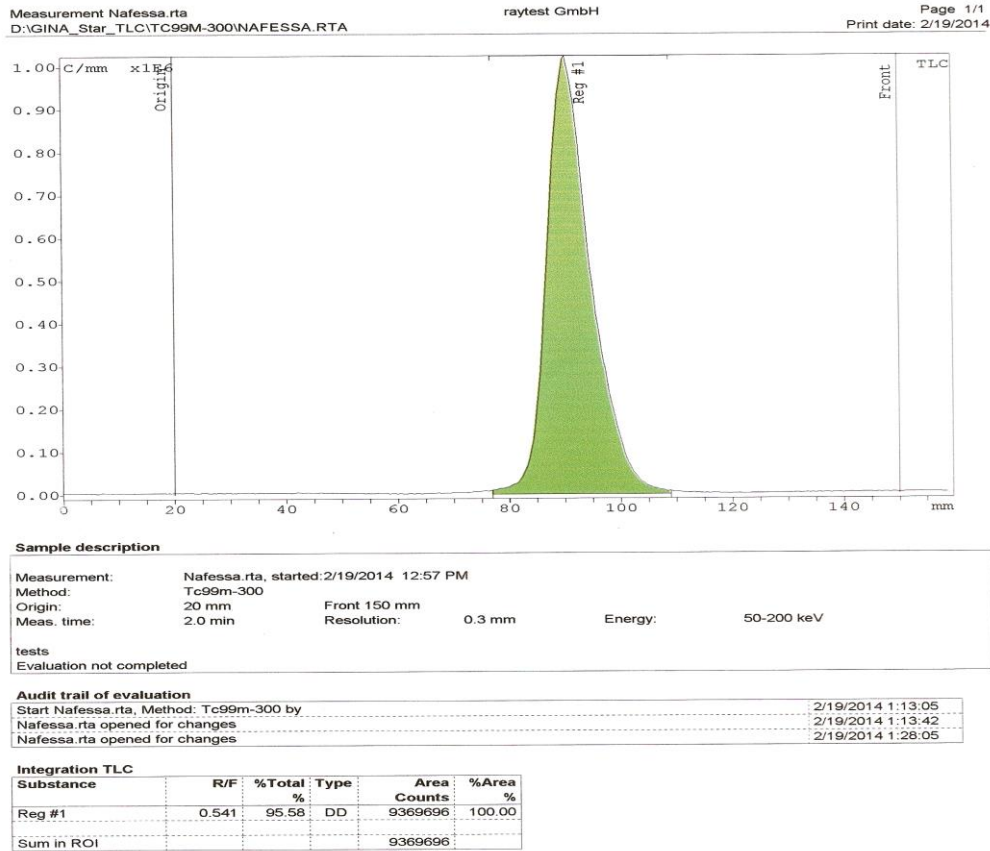 Measurement Nafessa.rta raytest GmbH Page 1/1
D:\GINA_Star_TLC\TC99M-300\NAFESSA.RTA Print date: 2/19/2014
1.00 C/mm x1E6 TLC
Origin
Reg #1
Front
0.90
0.80
0.70
0.60
0.50
0.40
0.30
0.20
0.10
0.00
0 20 40 60 80 100 120 140 mm
Sample description
Measurement: Nafessa.rta, started:2/19/2014 12:57 PM
Method: Tc99m-300
Origin: 20 mm Front 150 mm
Meas. time: 2.0 min Resolution: 0.3 mm Energy: 50-200 keV
tests
Evaluation not completed
Audit trail of evaluation
Start Nafessa.rta, Method: Tc99m-300 by 2/19/2014 1:13:05
Nafessa.rta opened for changes 2/19/2014 1:13:42
Nafessa.rta opened for changes 2/19/2014 1:28:05
Integration TLC
Substance R/F %Total Type Area %Area
% Counts %
Reg #1 0.541 95.58 DD 9369696 100.00
Sum in ROI 9369696